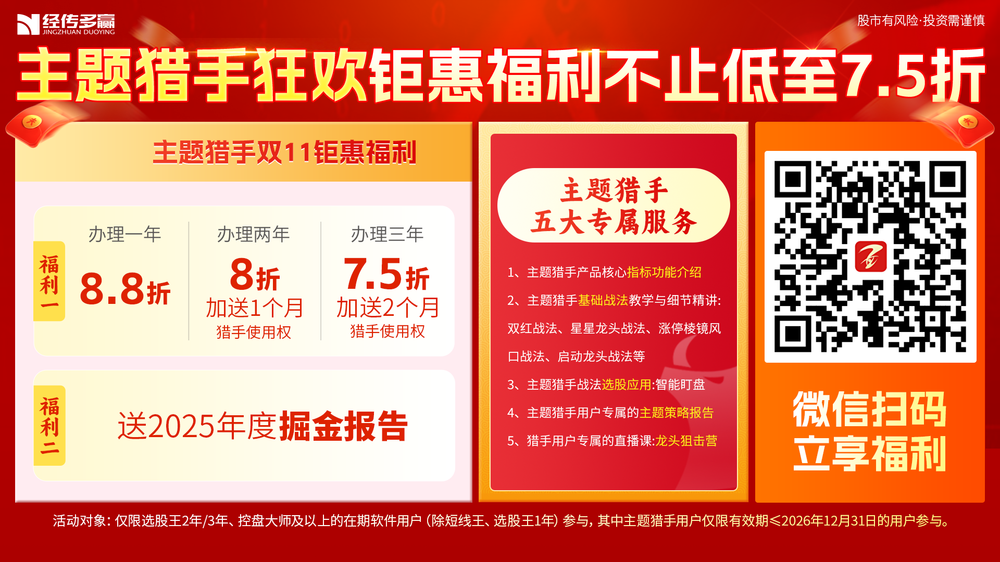 经传多赢
JINGZHUAN DUOYING
股市有风险·投资需谨慎
主题猎手狂欢钜惠福利不止低至7.5折
主题猎手双11钜惠福利
福利一
办理一年
8.8折
办理两年
8折
加送1个月
猎手使用权
办理三年
7.5折
加送2个月
猎手使用权
福利二
送2025年度掘金报告
主题猎手
五大专属服务
1、主题猎手产品核心指标功能介绍
2、主题猎手基础战法教学与细节精讲:
双红战法、星星龙头战法、涨停棱镜风
口战法、启动龙头战法等
3、主题猎手战法选股应用:智能盯盘
4、主题猎手用户专属的主题策略报告
5、猎手用户专属的直播课:龙头狙击营
微信扫码
立享福利
活动对象：仅限选股王2年/3年、控盘大师及以上的在期软件用户（除短线王、选股王1年）参与，其中主题猎手用户仅限有效期≤2026年12月31日的用户参与。